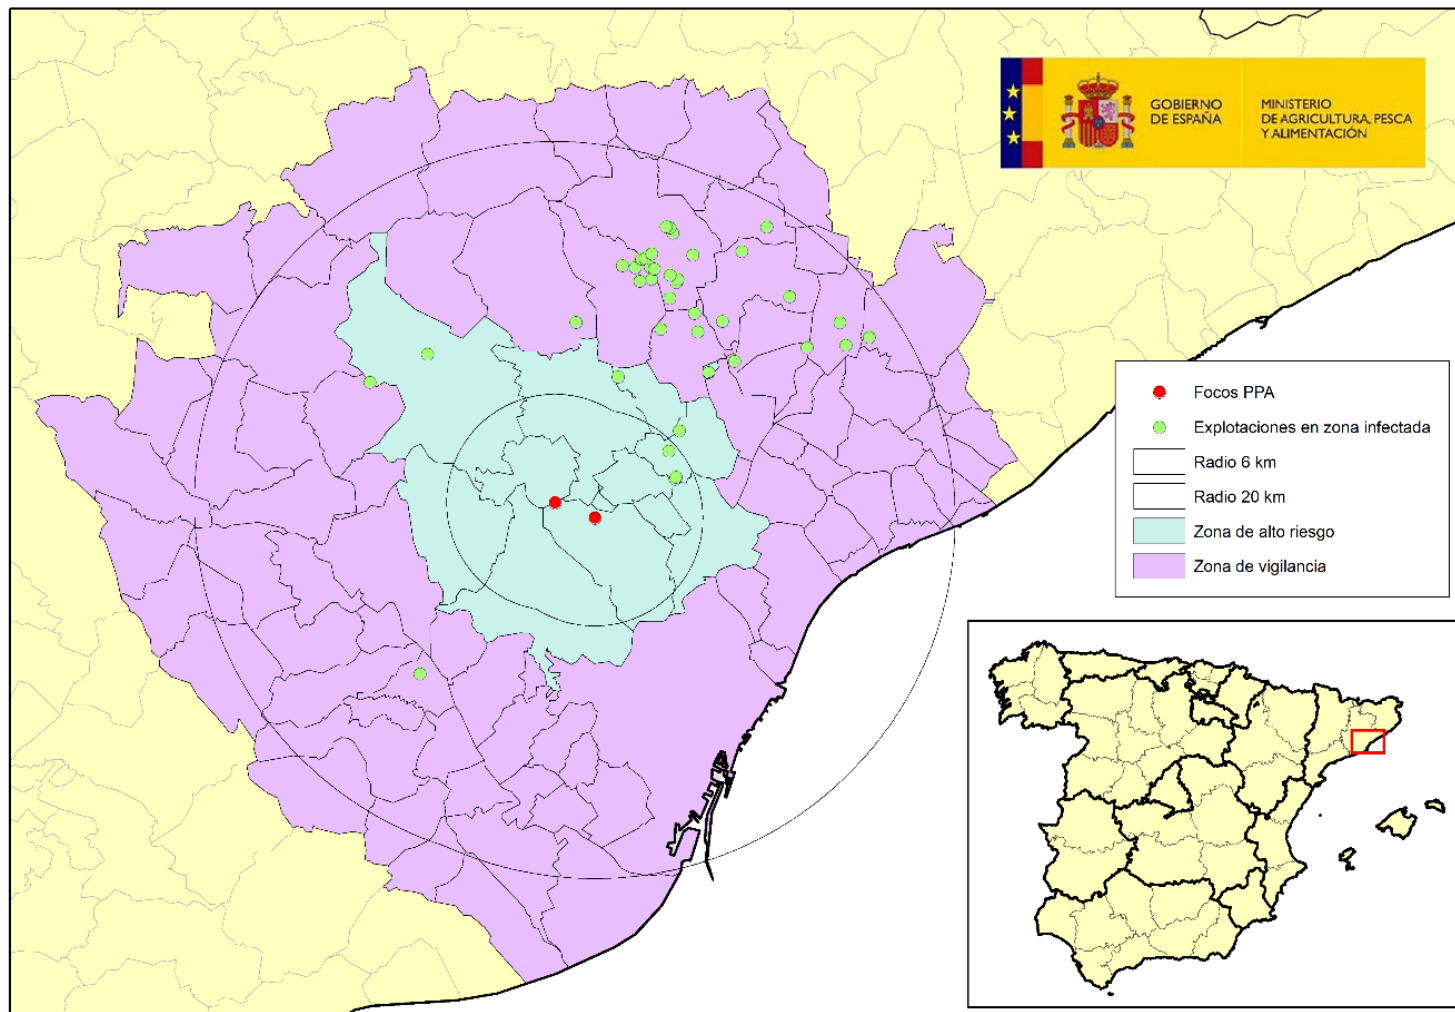 GOBIERNO
DE ESPAÑA
MINISTERIO
DE AGRICULTURA, PESCA
Y ALIMENTACIÓN
Focos PPA
Explotaciones en zona infectada
Radio 6 km
Radio 20 km
Zona de alto riesgo
Zona de vigilancia